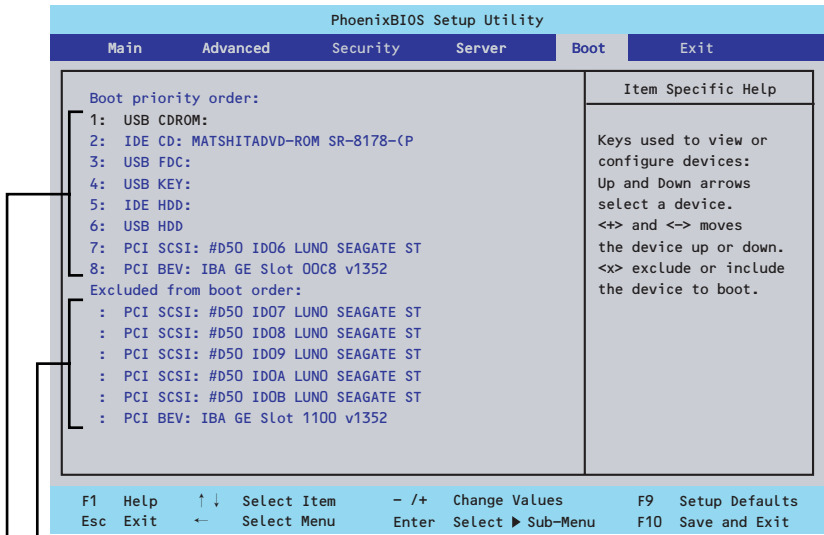 PhoenixBIOS Setup Utility
Main Advanced Security Server Boot Exit
Boot priority order:
1: USB CDROM:
2: IDE CD: MATSHITADVD-ROM SR-8178-(P
3: USB FDC:
4: USB KEY:
5: IDE HDD:
6: USB HDD
7: PCI SCSI: #D50 ID06 LUN0 SEAGATE ST
8: PCI BEV: IBA GE Slot 00C8 v1352
Excluded from boot order:
: PCI SCSI: #D50 ID07 LUN0 SEAGATE ST
: PCI SCSI: #D50 ID08 LUN0 SEAGATE ST
: PCI SCSI: #D50 ID09 LUN0 SEAGATE ST
: PCI SCSI: #D50 ID0A LUN0 SEAGATE ST
: PCI SCSI: #D50 ID0B LUN0 SEAGATE ST
: PCI BEV: IBA GE Slot 1100 v1352
Item Specific Help
Keys used to view or
configure devices:
Up and Down arrows
select a device.
<+> and <-> moves
the device up or down.
<x> exclude or include
the device to boot.
F1 Help ↑↓ Select Item - /+ Change Values F9 Setup Defaults
Esc Exit ← Select Menu Enter Select ▶ Sub-Menu F10 Save and Exit